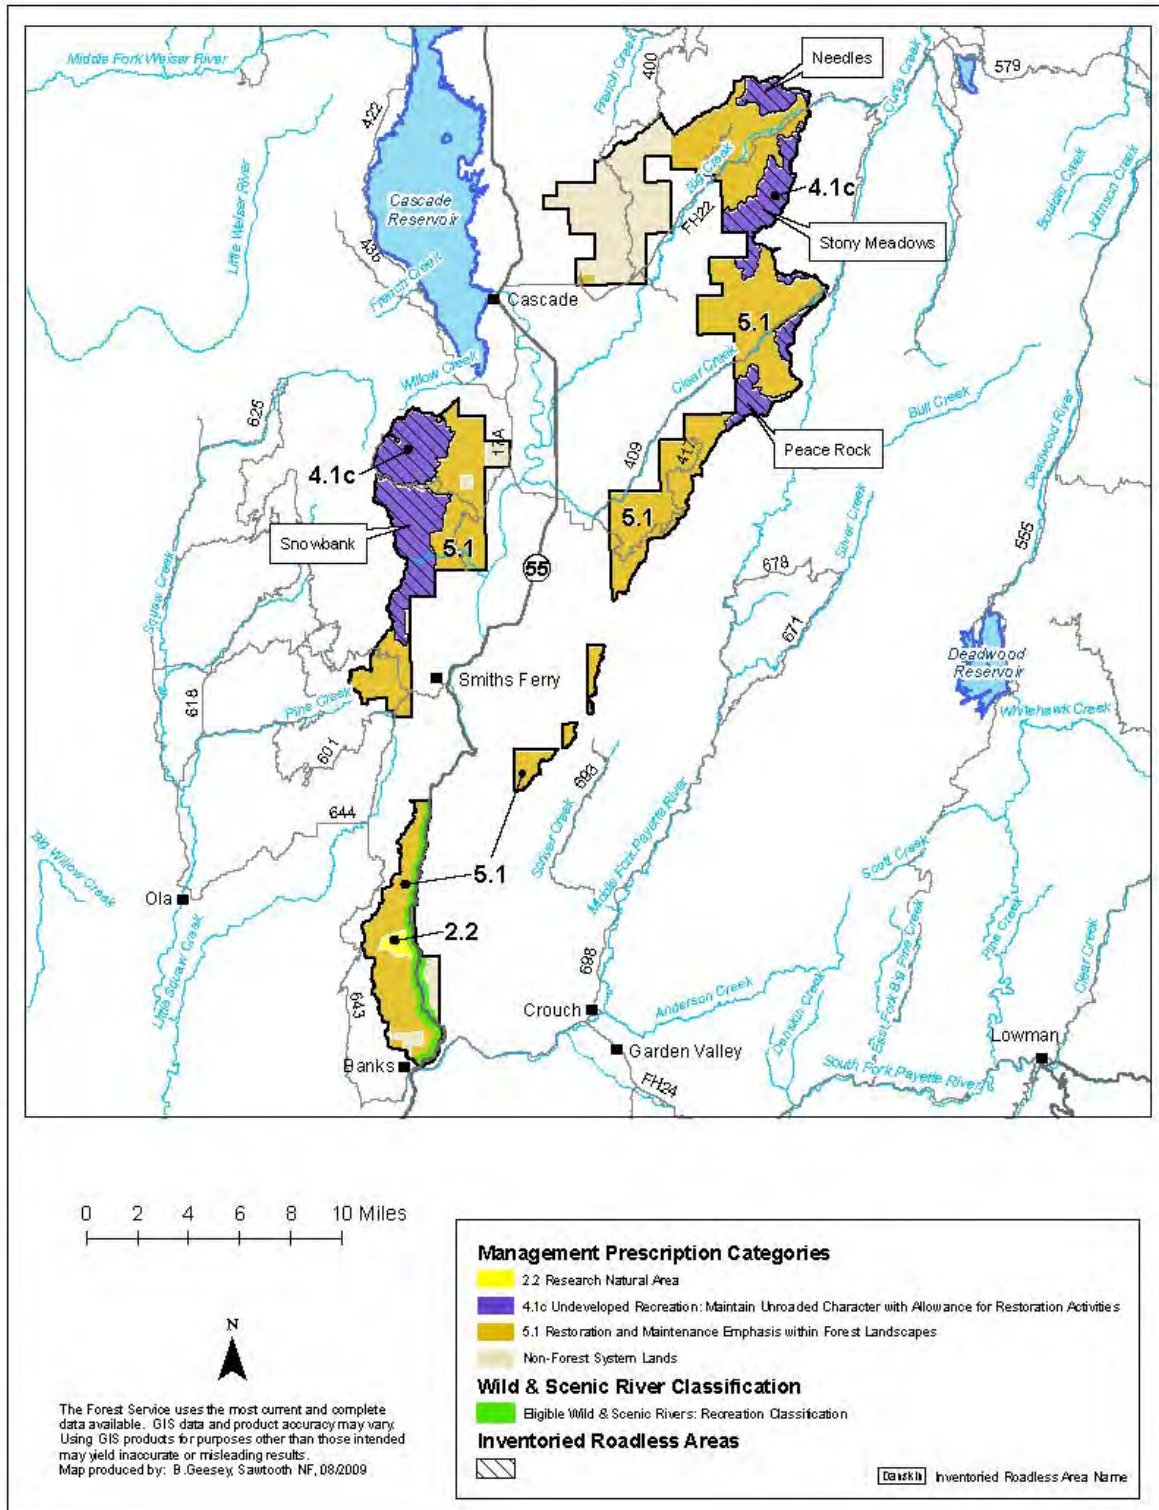 Needles
579
Middle Fork Weiser River
French Creek
400
Curtis Creek
422
Big Creek
Boulder Creek
Johnson Creek
Little Weiser River
Cascade
Reservoir
4.1c
FH22
Stony Meadows
436
French Creek
Cascade
5.1
Willow Creek
Clear Creek
Bull Creek
625
17A
409
417
Peace Rock
Deadwood River
4.1c
5.1
Silver Creek
Snowbank
5.1
55
555
678
Squaw Creek
671
Deadwood
Reservoir
Smiths Ferry
618
Pine Creek
Whitehawk Creek
601
693
644
Scriver Creek
Middle Fork Payette River
Big Willow Creek
Scott Creek
5.1
Ola
2.2
Pine Creek
East Fork Big Pine Creek
Clear Creek
Little Squaw Creek
698
643
Crouch
Anderson Creek
Danskin Creek
Lowman
Garden Valley
Banks
FH24
South Fork Payette River
0 2 4 6 8 10 Miles
N
The Forest Service uses the most current and complete
data available. GIS data and product accuracy may vary.
Using GIS products for purposes other than those intended
may yield inaccurate or misleading results.
Map produced by: B.Geesey, Sawtooth NF, 08/2009
Management Prescription Categories
2.2 Research Natural Area
4.1c Undeveloped Recreation: Maintain Unroaded Character with Allowance for Restoration Activities
5.1 Restoration and Maintenance Emphasis within Forest Landscapes
Non-Forest System Lands
Wild & Scenic River Classification
Eligible Wild & Scenic Rivers: Recreation Classification
Inventoried Roadless Areas
Danskin Inventoried Roadless Area Name